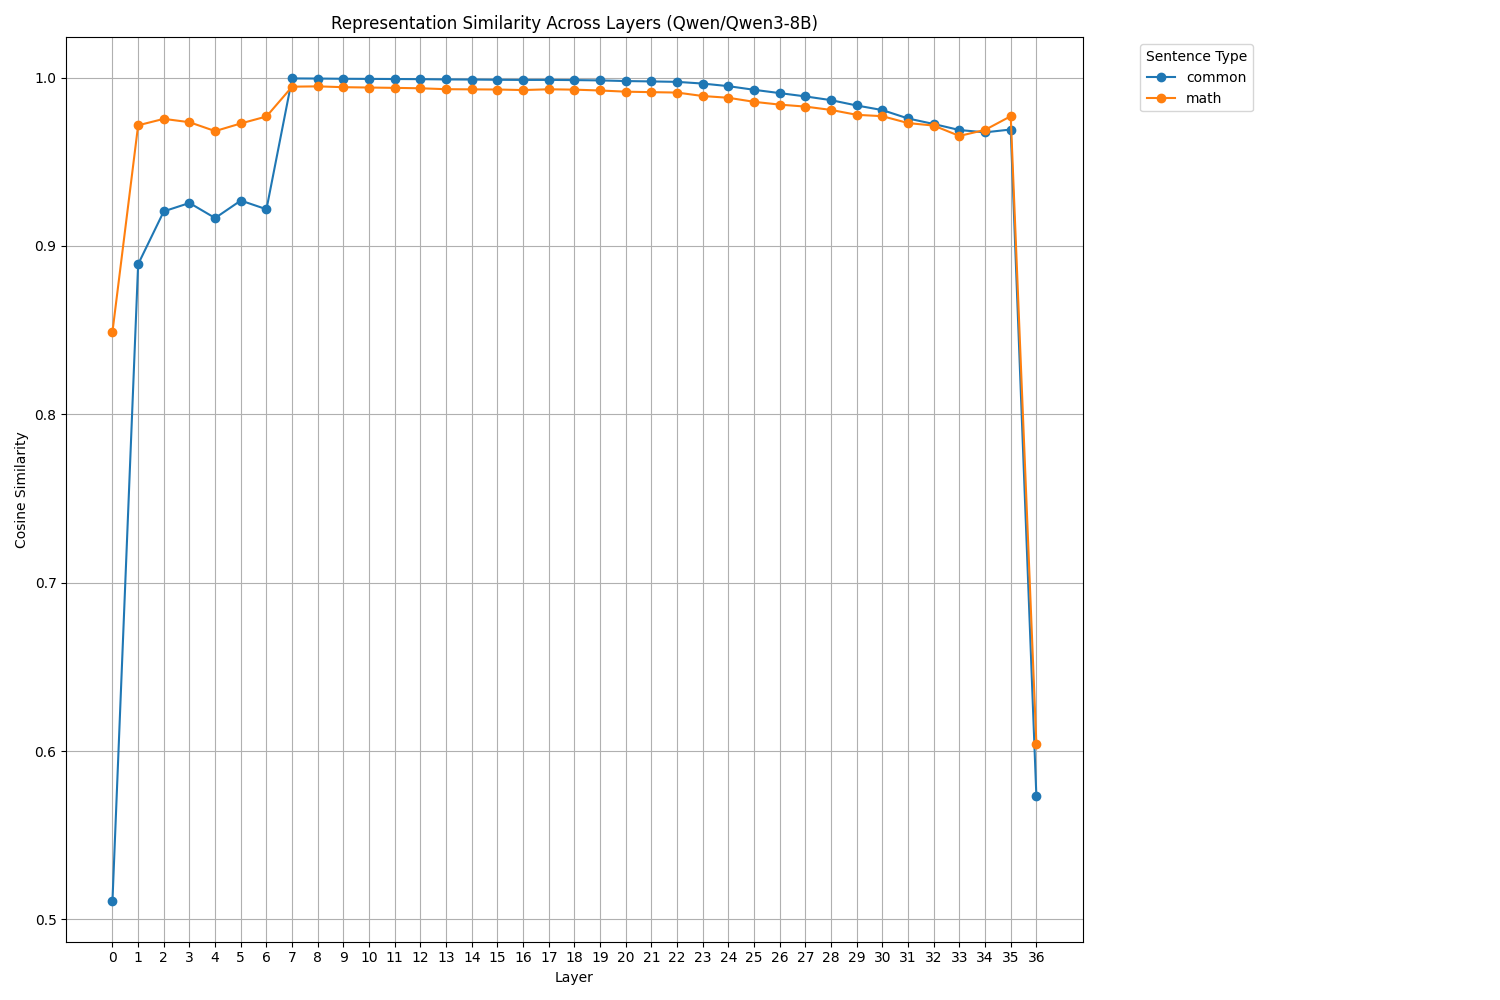 Representation Similarity Across Layers (Qwen/Qwen3-8B)
Sentence Type
common
math
1.0
0.9
0.8
0.7
0.6
0.5
Cosine Similarity
0 1 2 3 4 5 6 7 8 9 10 11 12 13 14 15 16 17 18 19 20 21 22 23 24 25 26 27 28 29 30 31 32 33 34 35 36
Layer